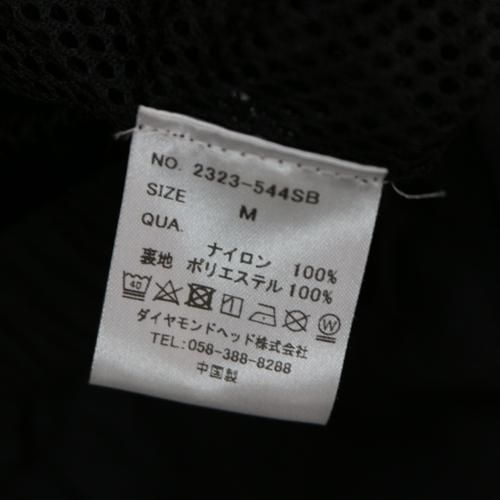 NO. 2323-544SB
SIZE M
QUA.
ナイロン 100%
裏地 ポリエステル 100%
40 W
ダイヤモンドヘッド株式会社
TEL:058-388-8288
中国製